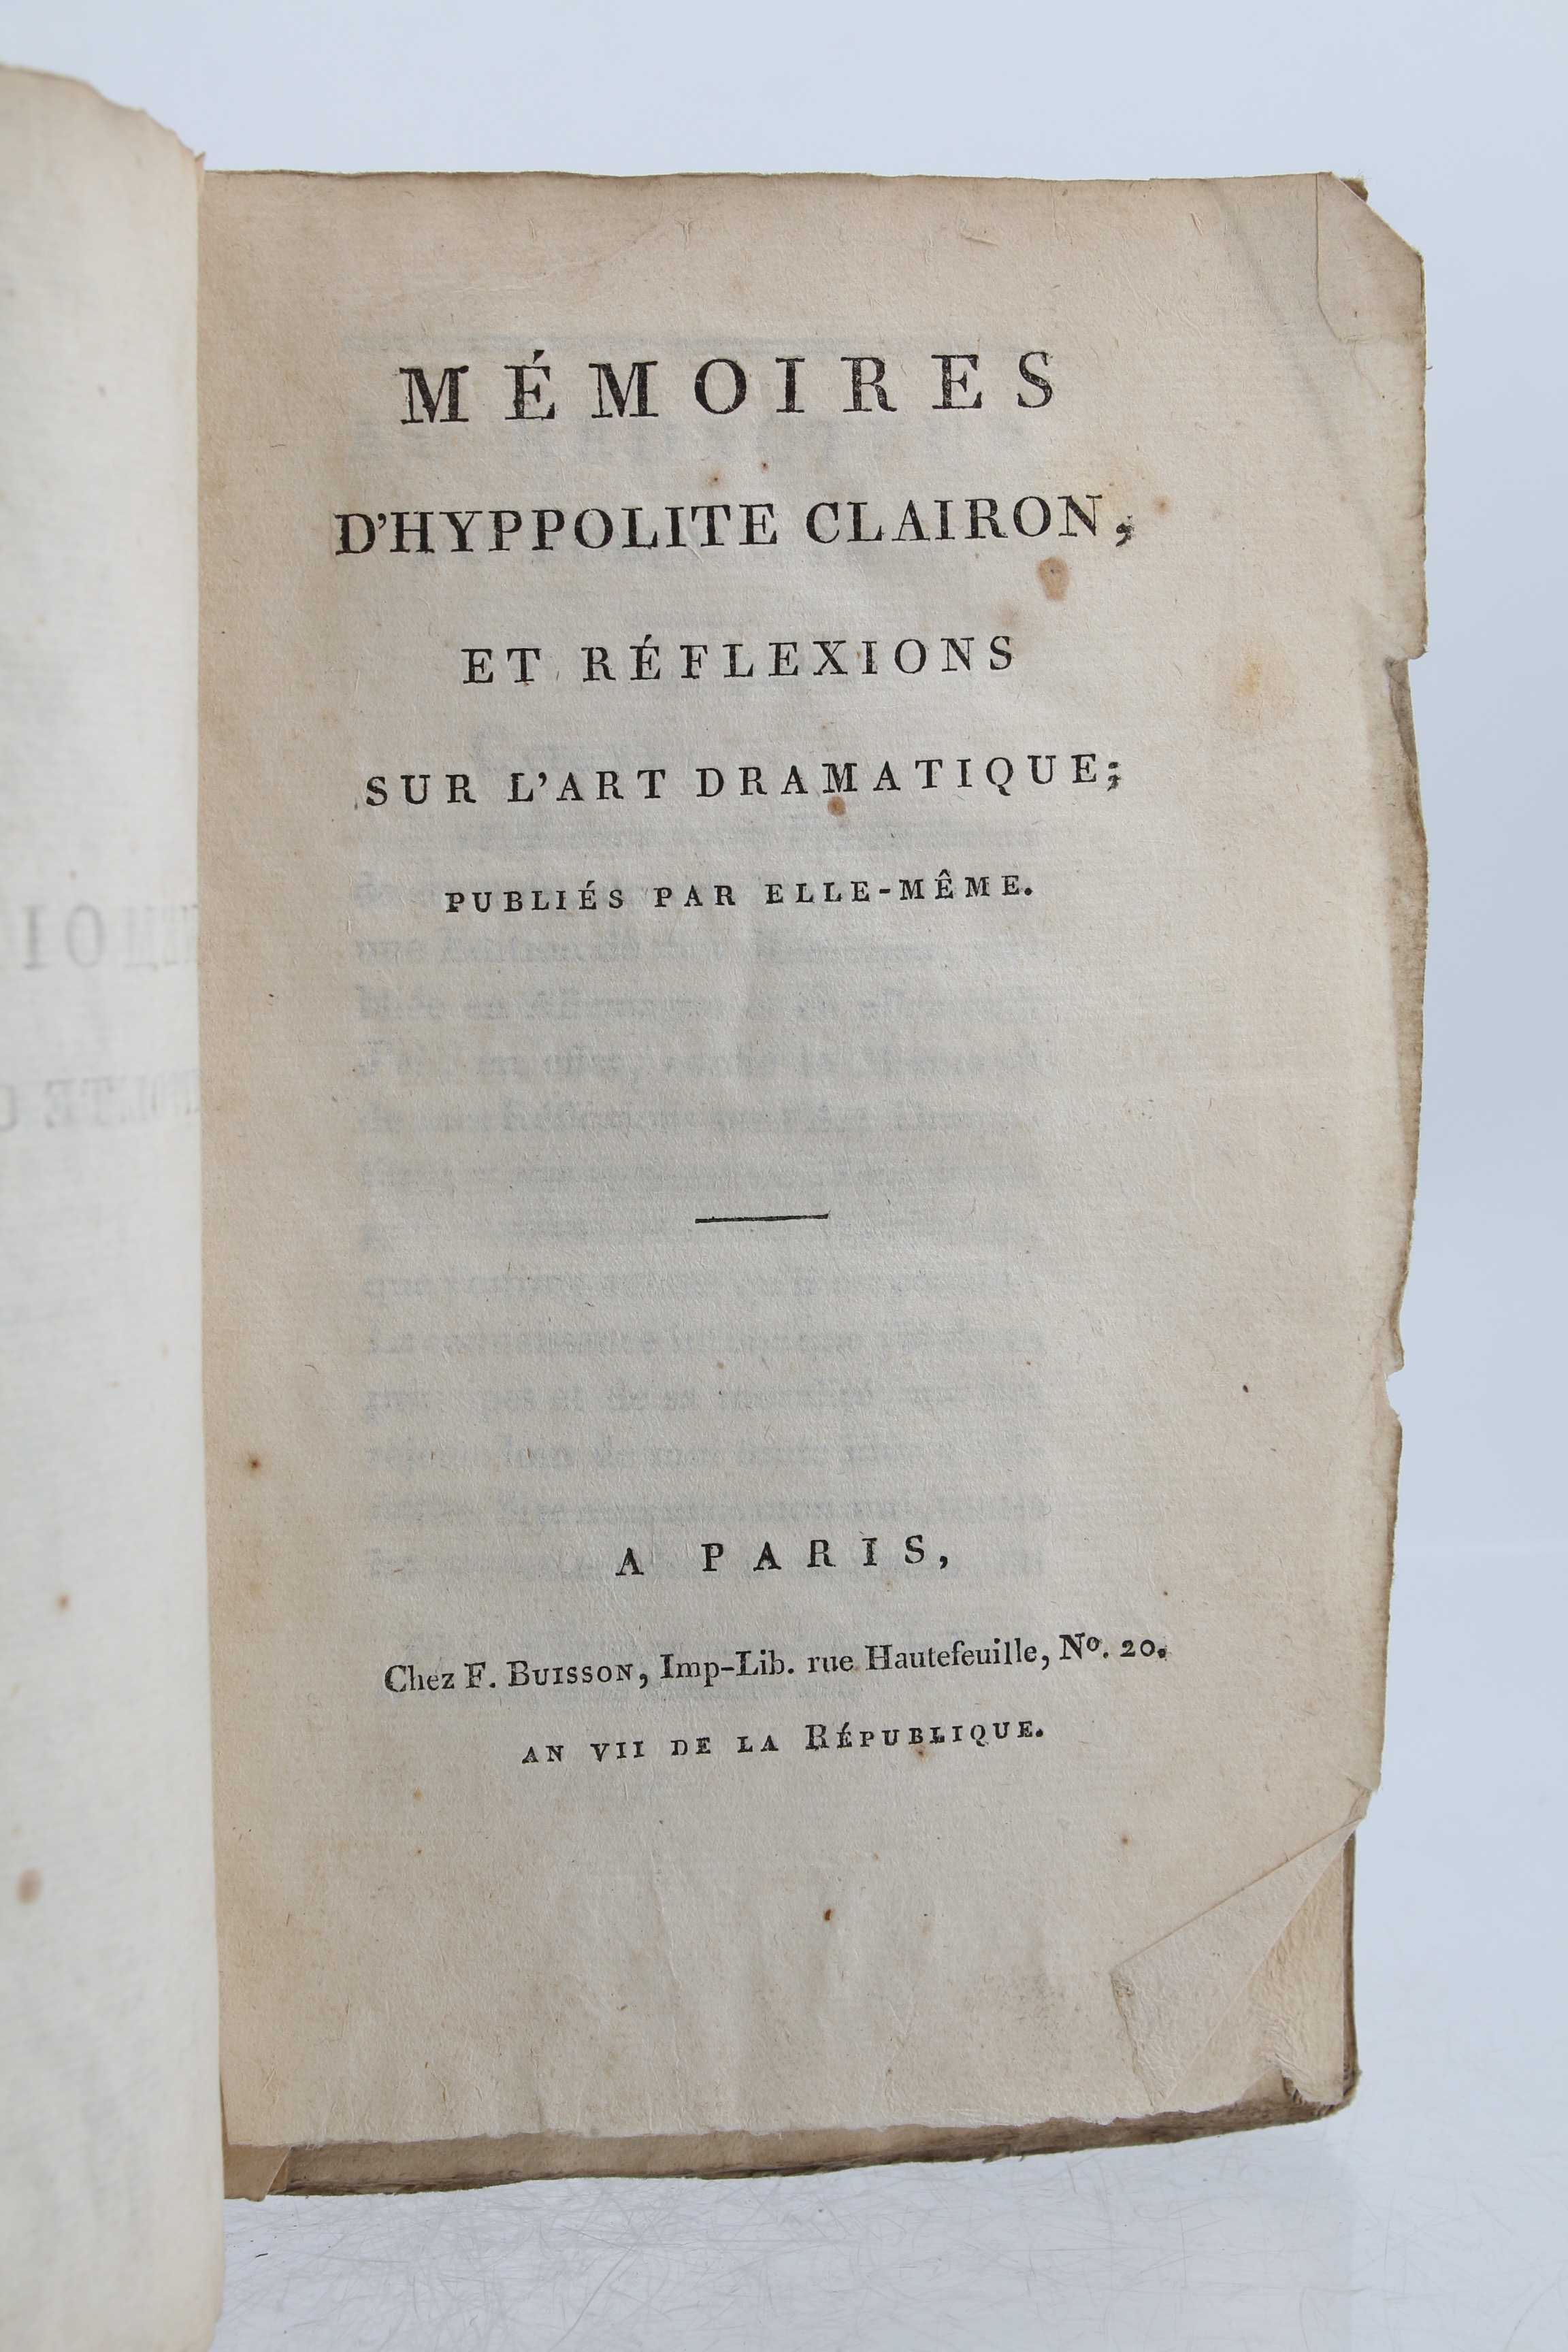 MÉMOIRES
D'HYPPOLITE CLAIRON,
ET RÉFLEXIONS
SUR L'ART DRAMATIQUE;
PUBLIÉS PAR ELLE-MÊME.
A PARIS,
Chez F. BUISSON, Imp-Lib. rue Hautefeuille, Nº. 20.
AN VII DE LA RÉPUBLIQUE.